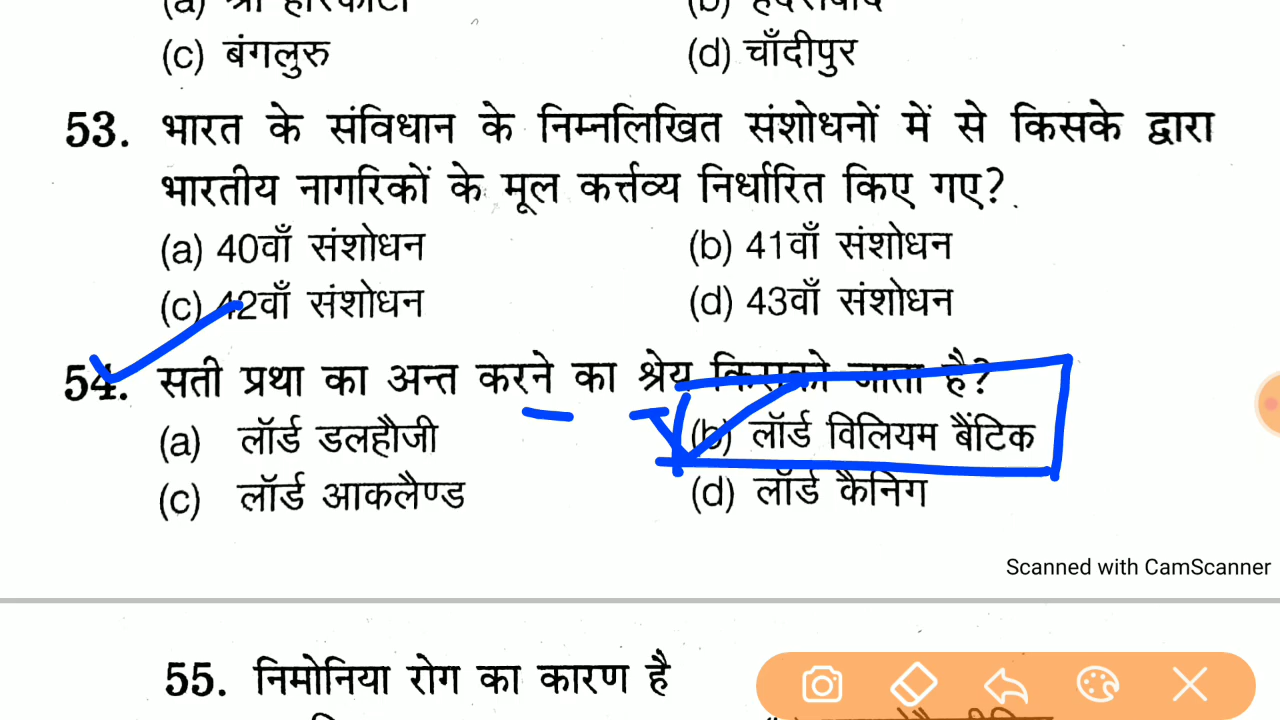 (c) बंगलुरु (d) चाँदीपुर
53. भारत के संविधान के निम्नलिखित संशोधनों में से किसके द्वारा
भारतीय नागरिकों के मूल कर्त्तव्य निर्धारित किए गए?
(a) 40वाँ संशोधन (b) 41वाँ संशोधन
(c) 42वाँ संशोधन (d) 43वाँ संशोधन
54. सती प्रथा का अन्त करने का श्रेय किसको जाता है?
(a) लॉर्ड डलहौजी (b) लॉर्ड विलियम बैंटिक
(c) लॉर्ड आकलैण्ड (d) लॉर्ड कैनिग
Scanned with CamScanner
55. निमोनिया रोग का कारण है